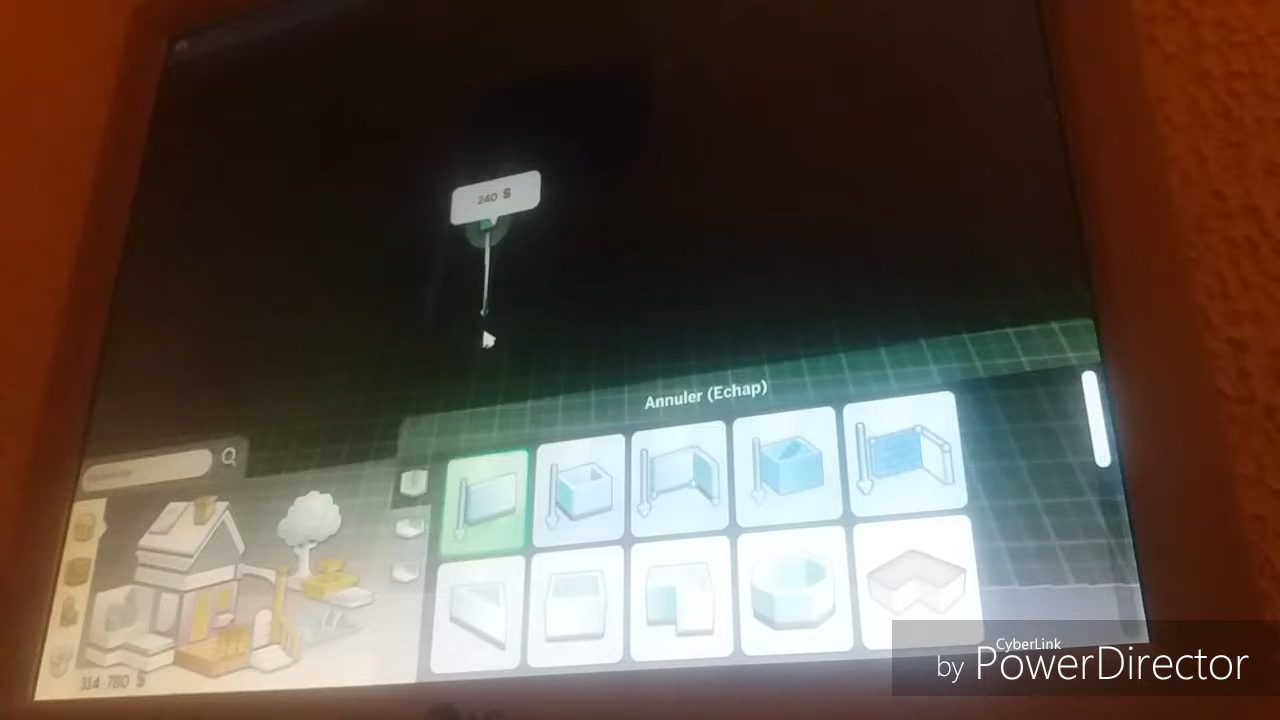 -240 §
Annuler (Echap)
114 780 §
CyberLink
by PowerDirector